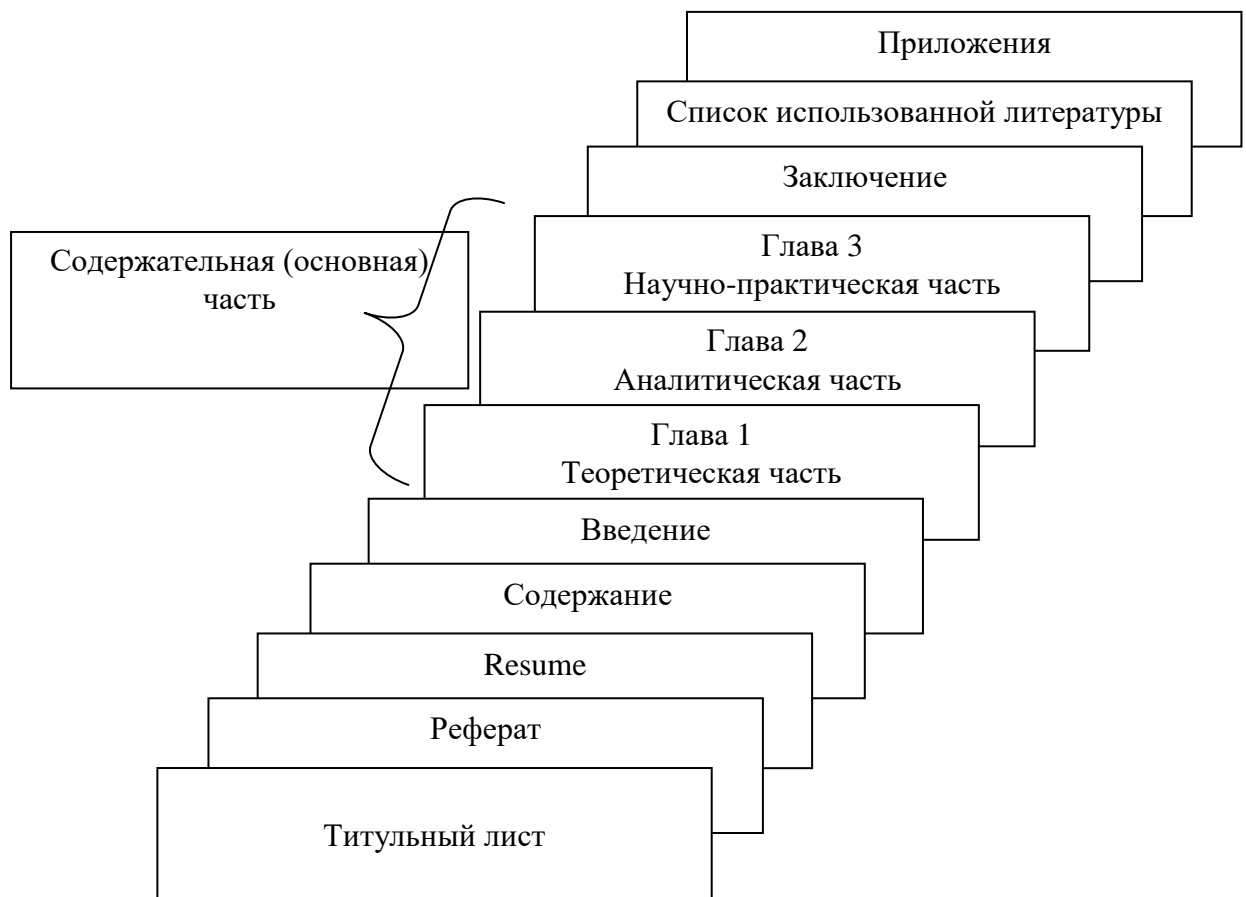 Приложения
Список использованной литературы
Заключение
Содержательная (основная)
часть
Глава 3
Научно-практическая часть
Глава 2
Аналитическая часть
Глава 1
Теоретическая часть
Введение
Содержание
Resume
Реферат
Титульный лист